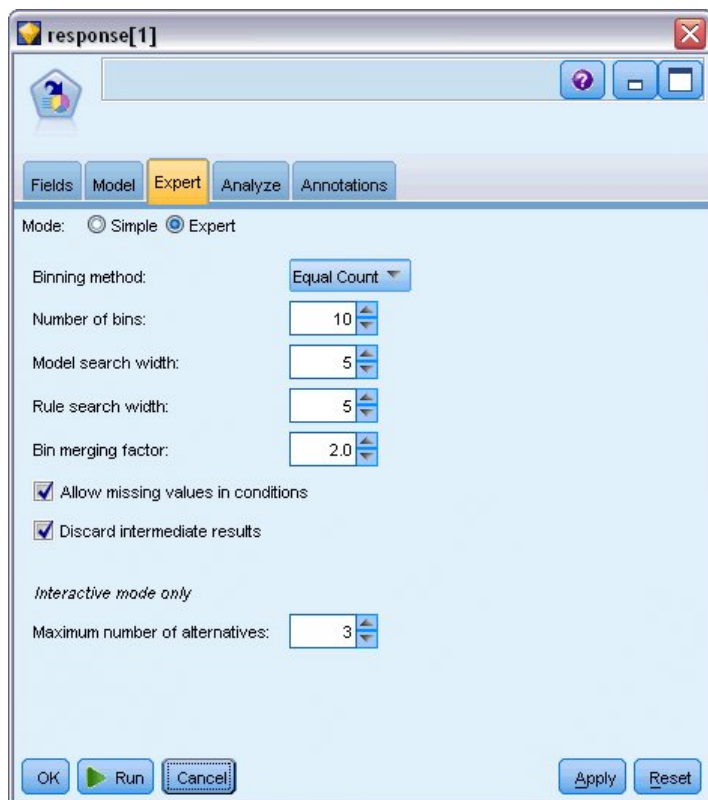 response[1]
Fields Model Expert Analyze Annotations
Mode: Simple Expert
Binning method: Equal Count
Number of bins: 10
Model search width: 5
Rule search width: 5
Bin merging factor: 2.0
Allow missing values in conditions
Discard intermediate results
Interactive mode only
Maximum number of alternatives: 3
OK Run Cancel Apply Reset